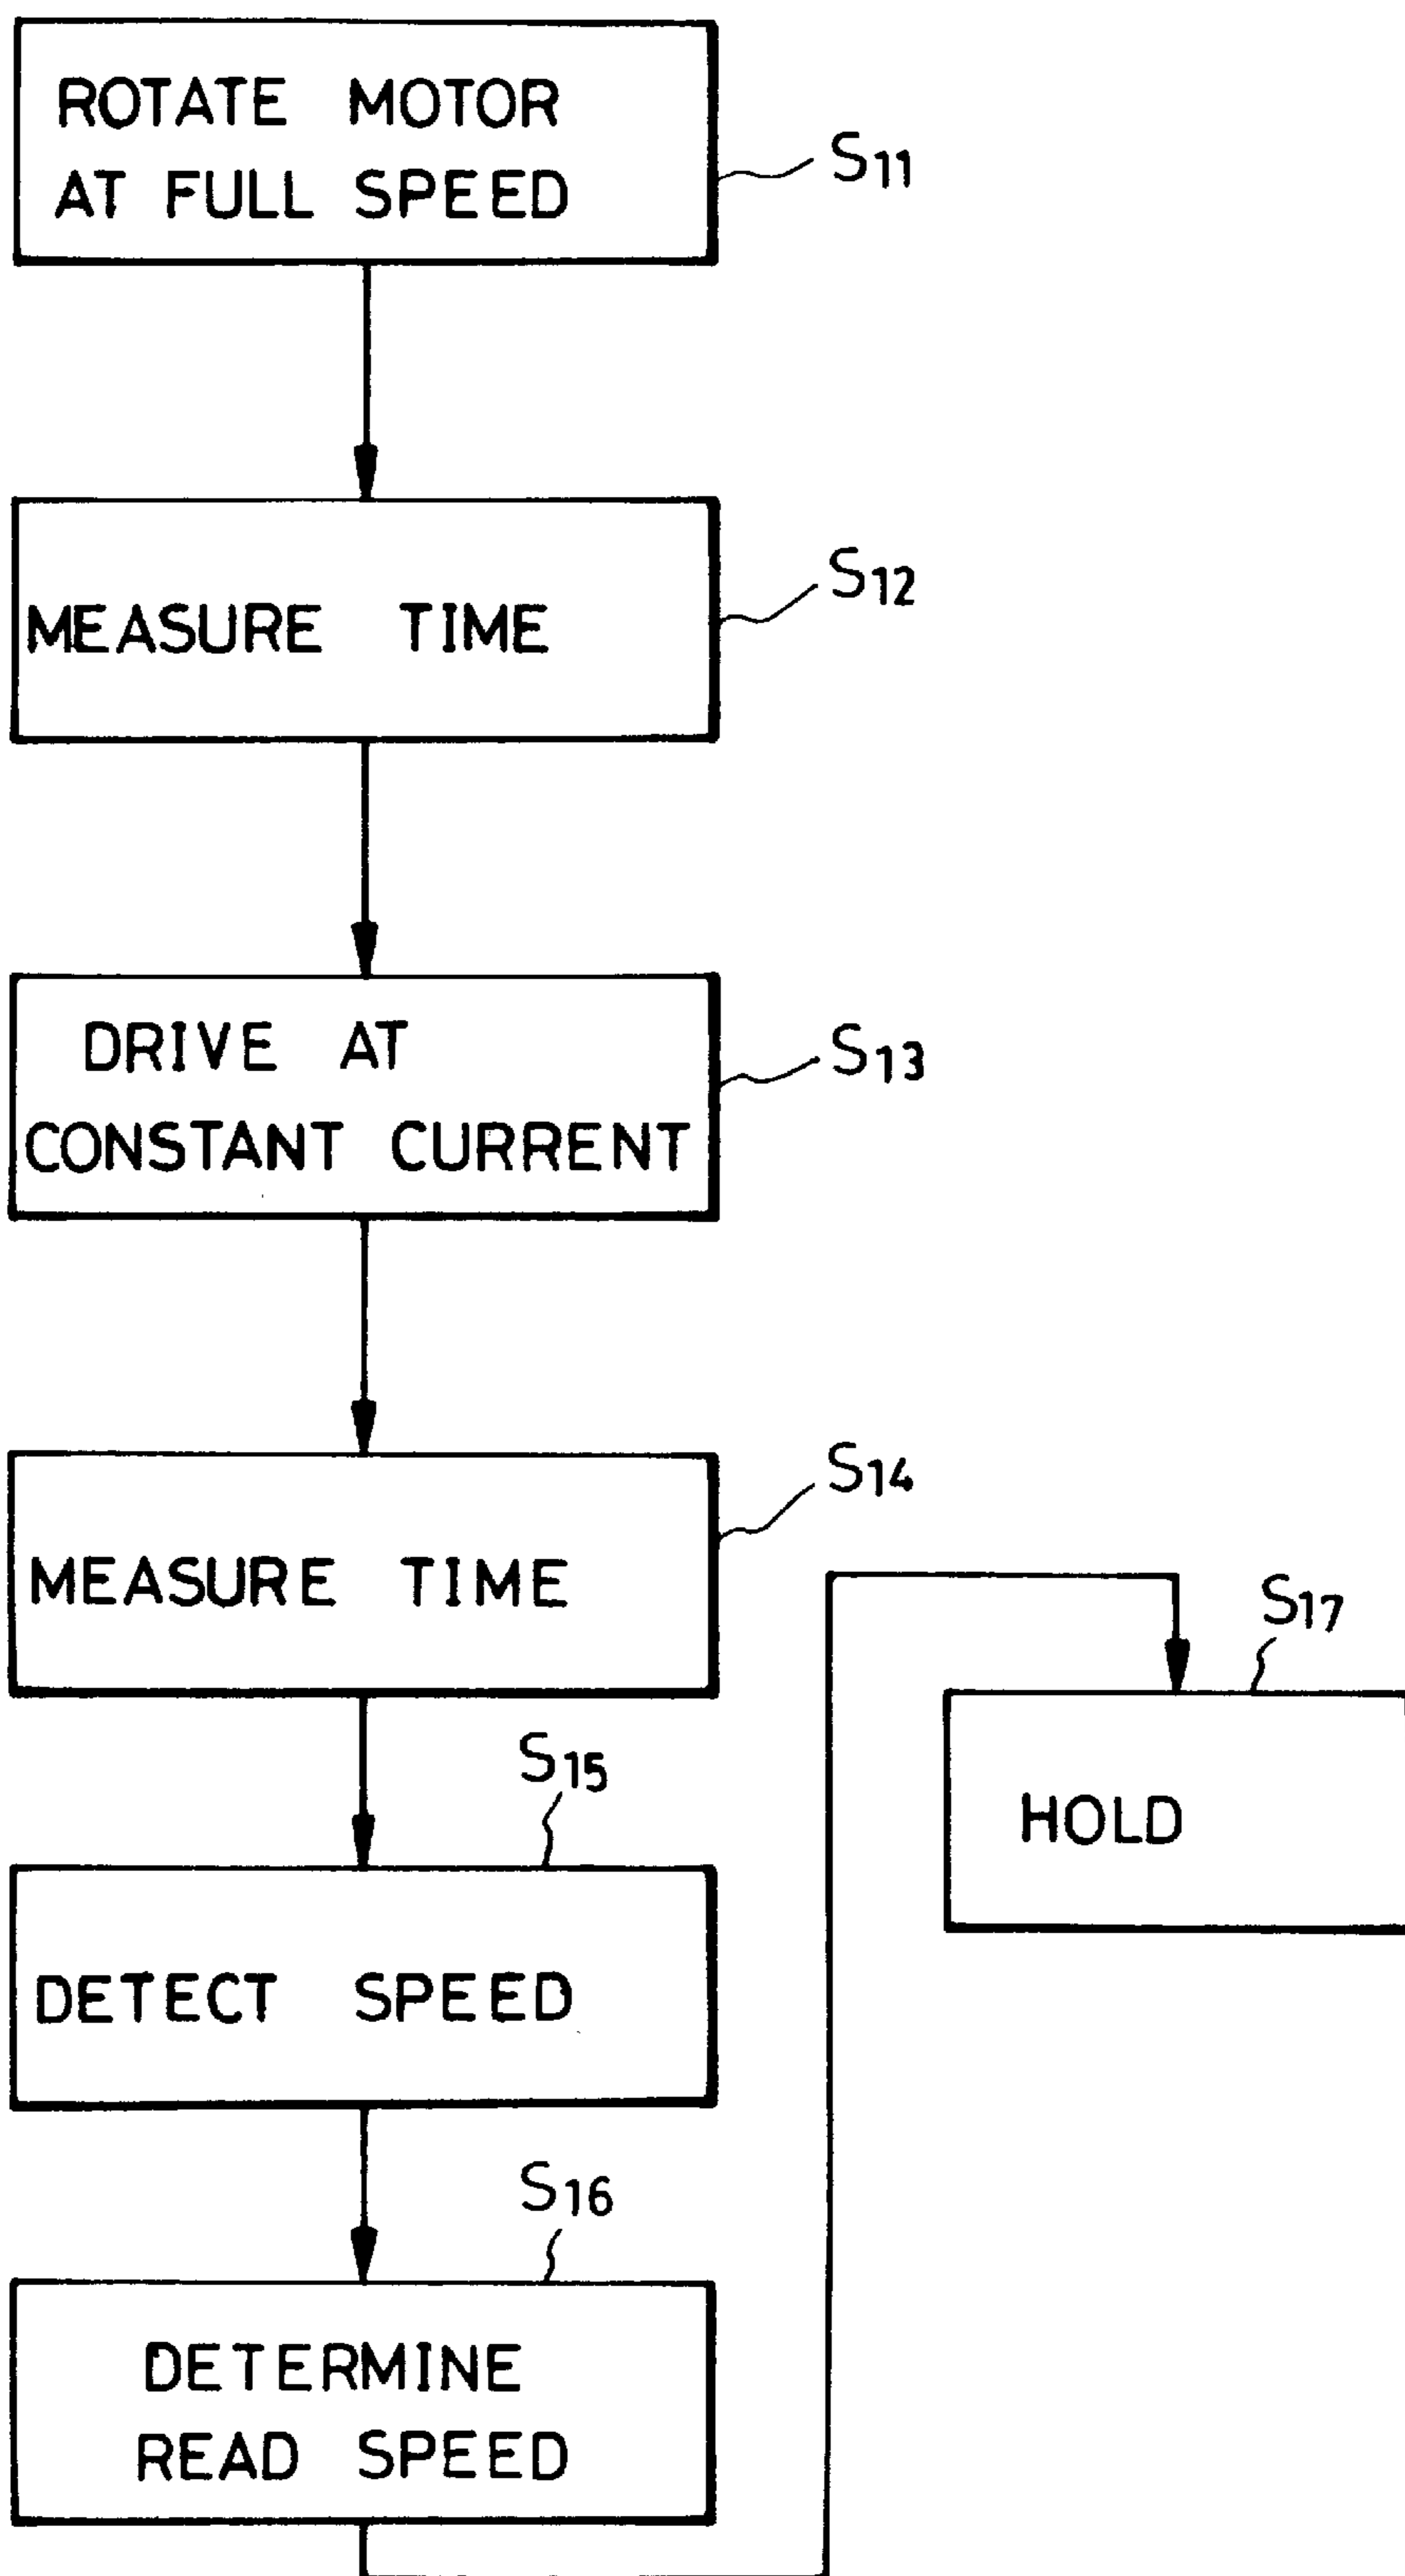 ROTATE MOTOR
AT FULL SPEED
S11
MEASURE TIME
S12
DRIVE AT
CONSTANT CURRENT
S13
MEASURE TIME
S14
S15
DETECT SPEED
S16
DETERMINE
READ SPEED
S17
HOLD